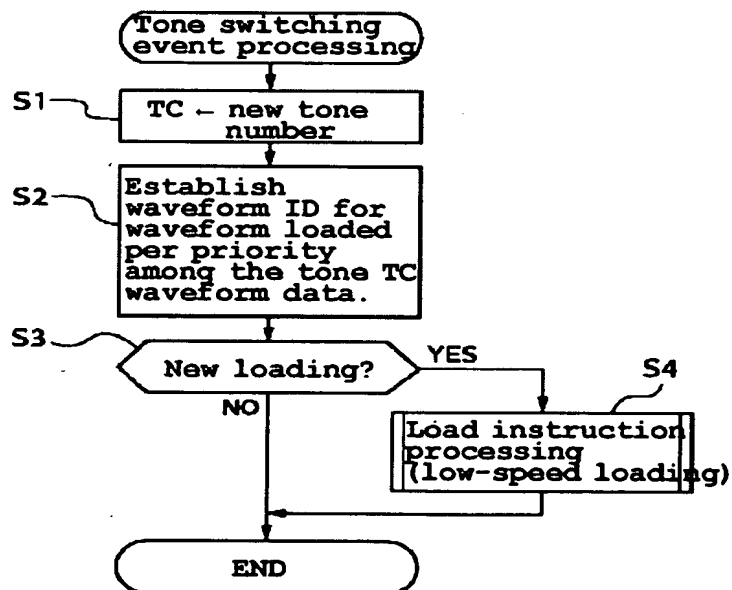 Tone switching
event processing
S1
TC ← new tone
number
S2
Establish
waveform ID for
waveform loaded
per priority
among the tone TC
waveform data.
S3
New loading?
YES
S4
NO
Load instruction
processing
(low-speed loading)
END